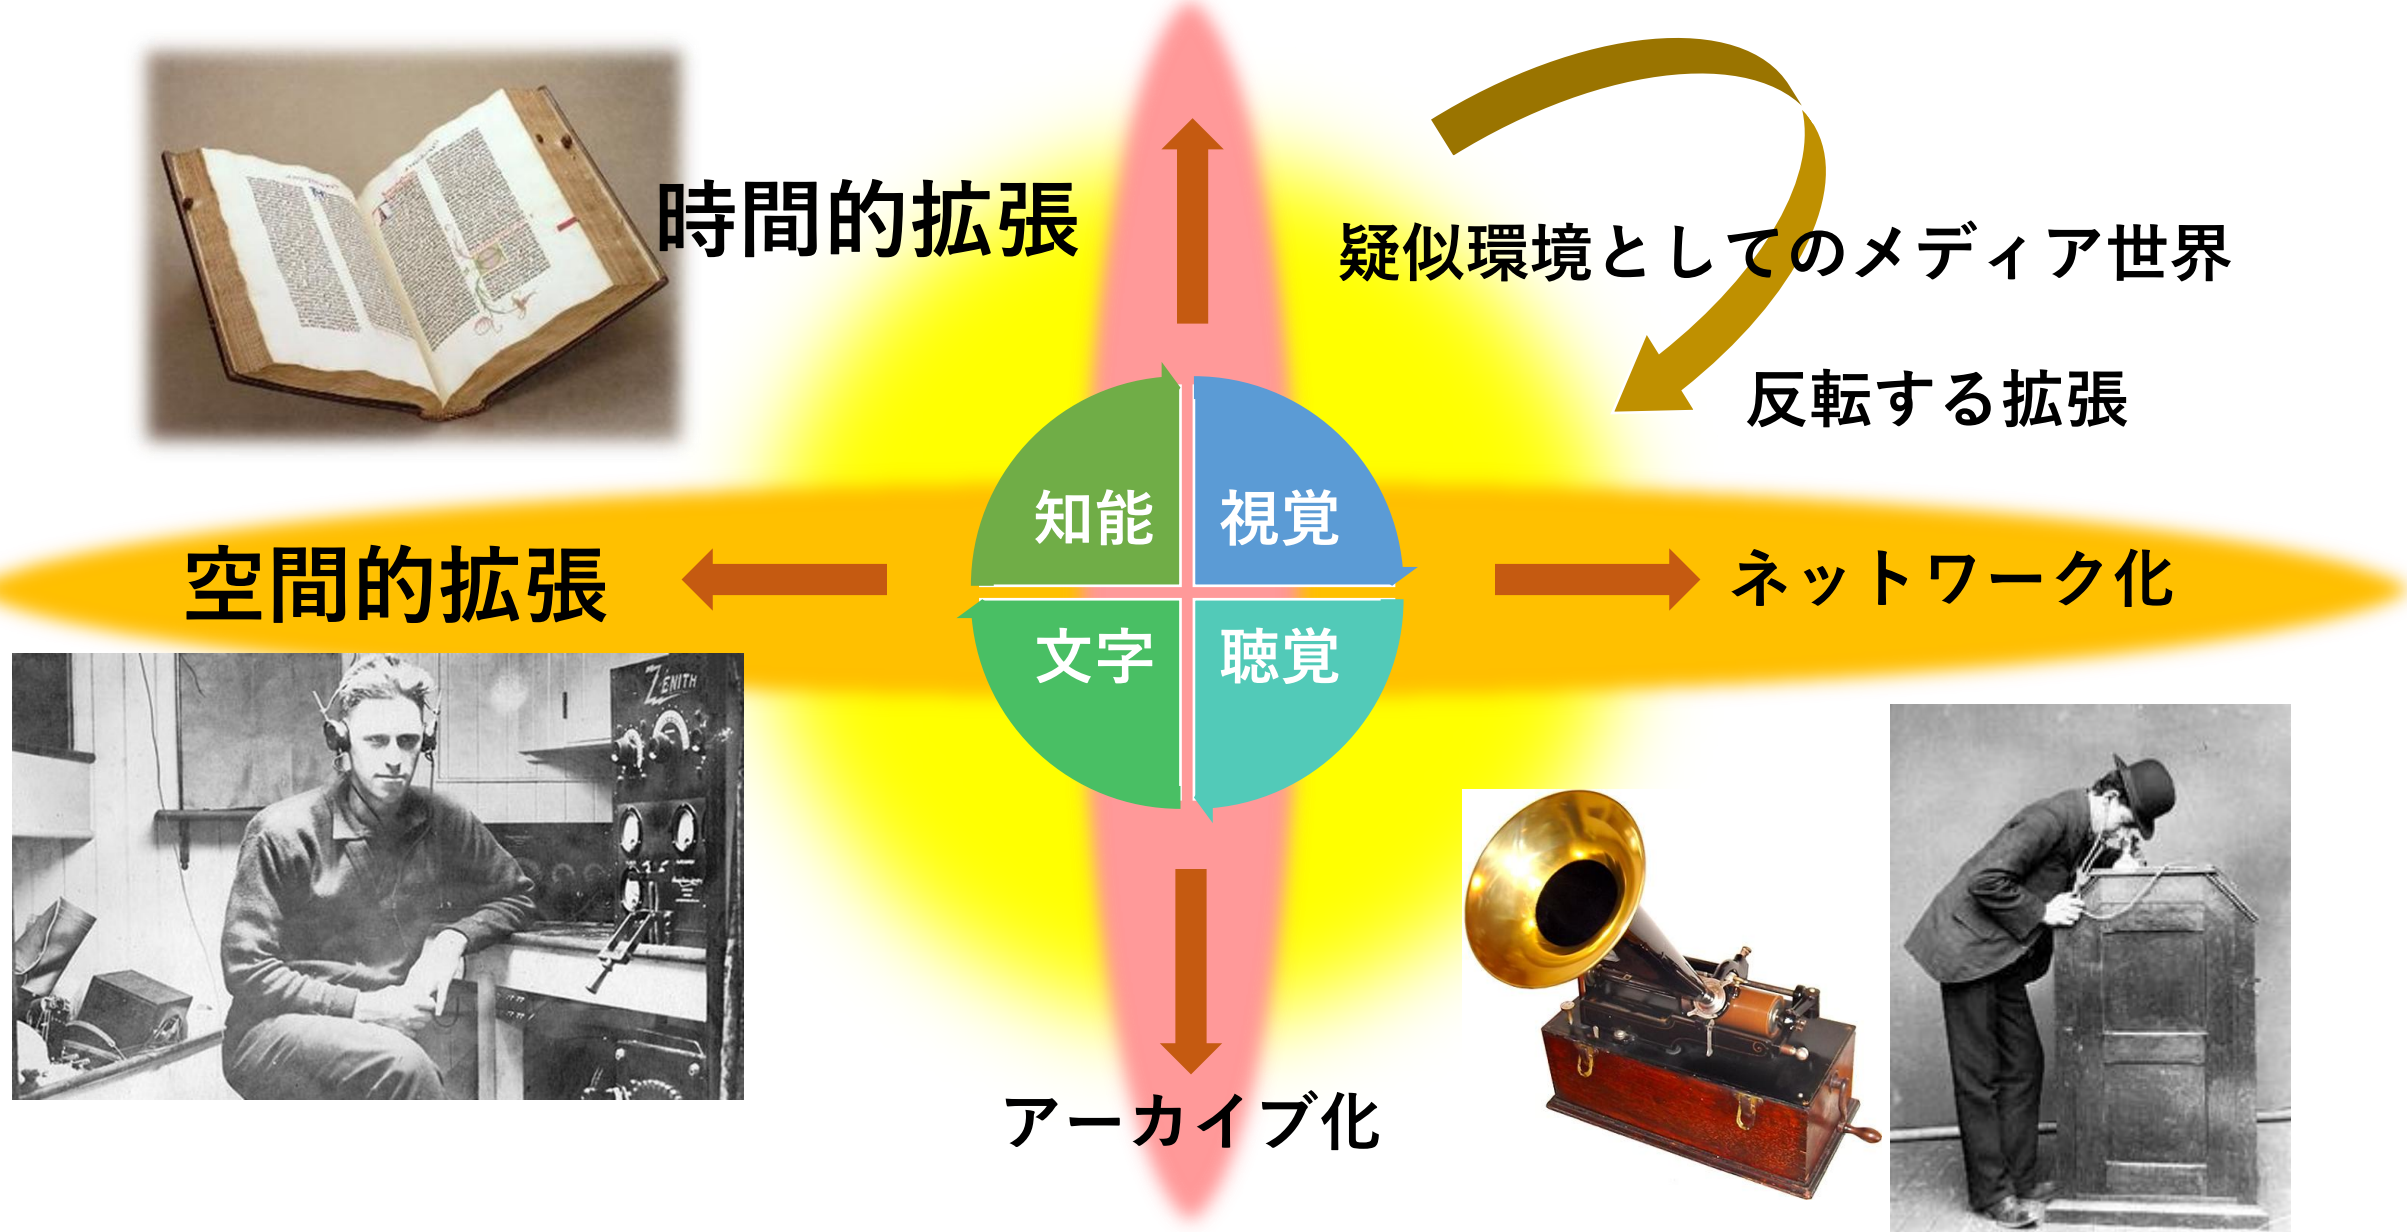 時間的拡張
疑似環境としてのメディア世界
反転する拡張
知能
視覚
空間的拡張
ネットワーク化
文字
聴覚
ZENITH
アーカイブ化